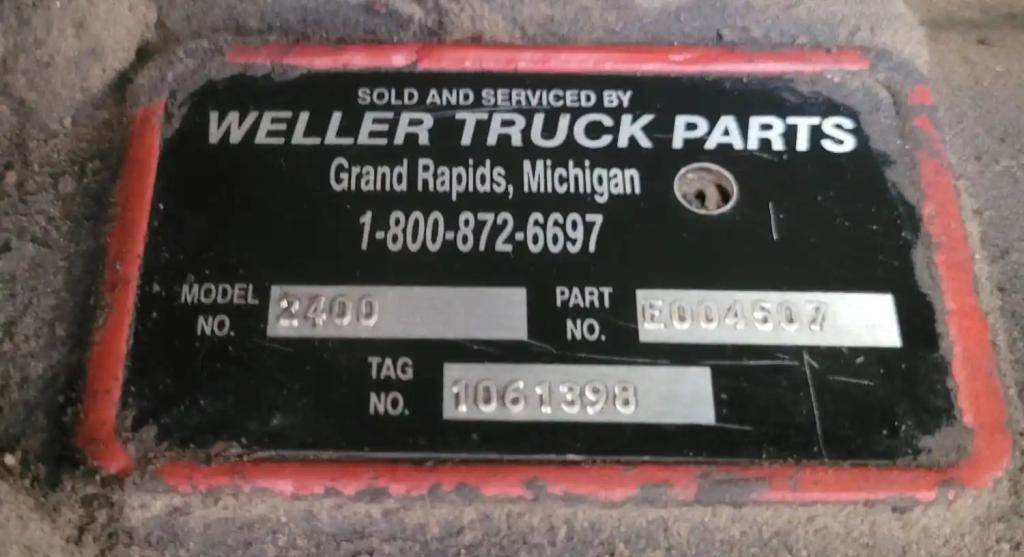 SOLD AND SERVICED BY
WELLER TRUCK PARTS
Grand Rapids, Michigan
1-800-872-6697
MODEL NO. 2400
PART NO. E004507
TAG NO. 1061398